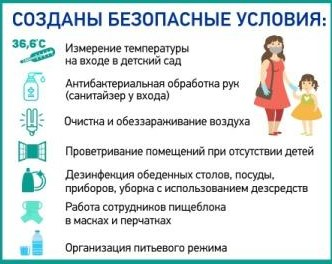 СОЗДАНЫ БЕЗОПАСНЫЕ УСЛОВИЯ:
36,6°С
Измерение температуры
на входе в детский сад
Антибактериальная обработка рук
(санитайзер у входа)
Очистка и обеззараживание воздуха
Проветривание помещений при отсутствии детей
Дезинфекция обеденных столов, посуды,
приборов, уборка с использованием дезсредств
Работа сотрудников пищеблока
в масках и перчатках
Организация питьевого режима